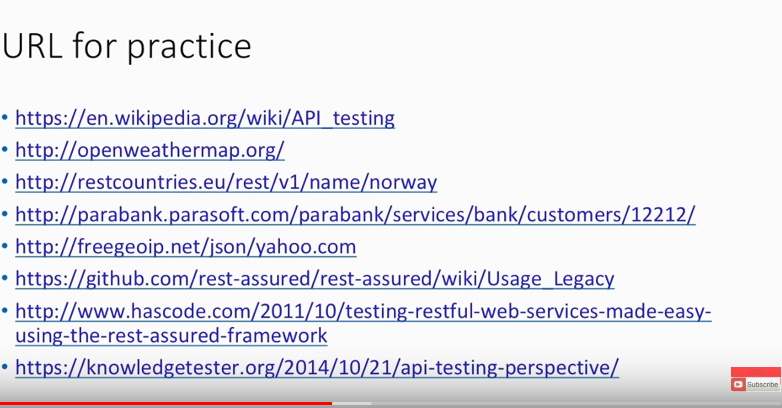 URL for practice
• https://en.wikipedia.org/wiki/API_testing
• http://openweathermap.org/
• http://restcountries.eu/rest/v1/name/norway
• http://parabank.parasoft.com/parabank/services/bank/customers/12212/
• http://freegeoip.net/json/yahoo.com
• https://github.com/rest-assured/rest-assured/wiki/Usage_Legacy
• http://www.hascode.com/2011/10/testing-restful-web-services-made-easy-
using-the-rest-assured-framework
• https://knowledgetester.org/2014/10/21/api-testing-perspective/
Subscribe